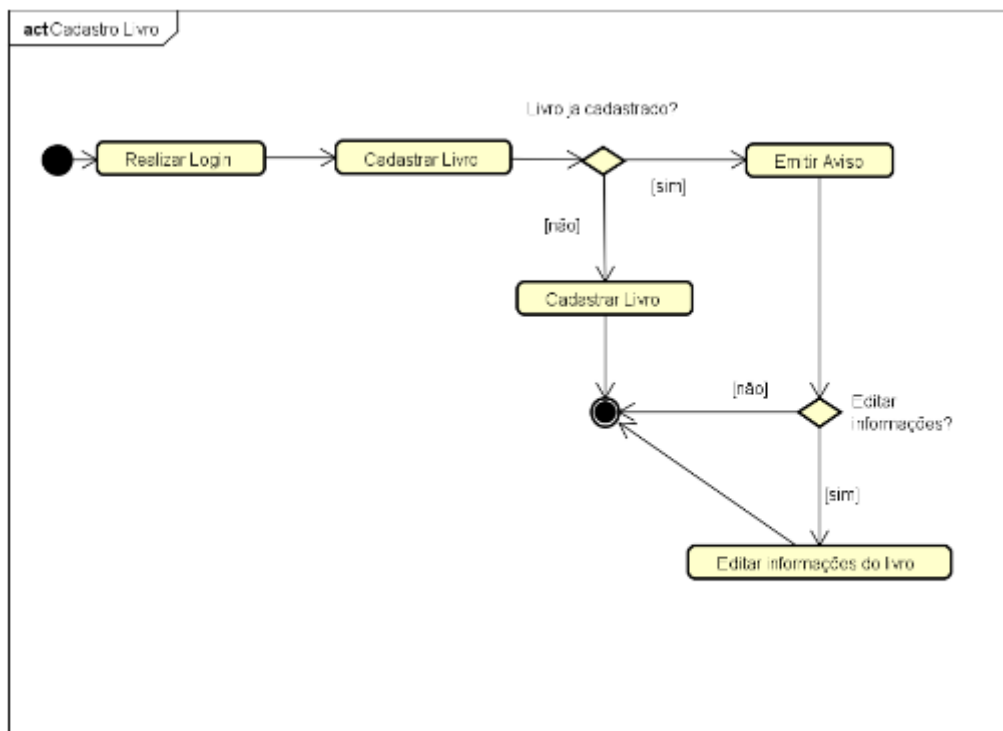 act Cadastro Livro
Livro ja cadastrado?
Realizar Login
Cadastrar Livro
Emitir Aviso
[sim]
[não]
Cadastrar Livro
[não]
Editar
informações?
[sim]
Editar informações do livro